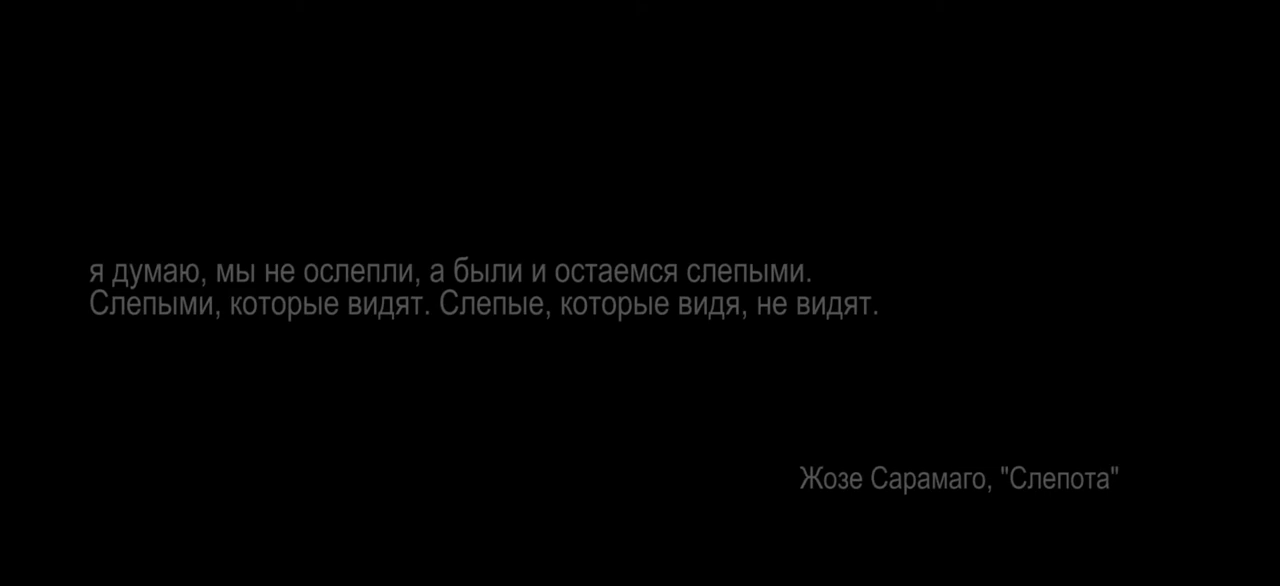 я думаю, мы не ослепли, а были и остаемся слепыми.
Слепыми, которые видят. Слепые, которые видя, не видят.
Жозе Сарамаго, "Слепота"